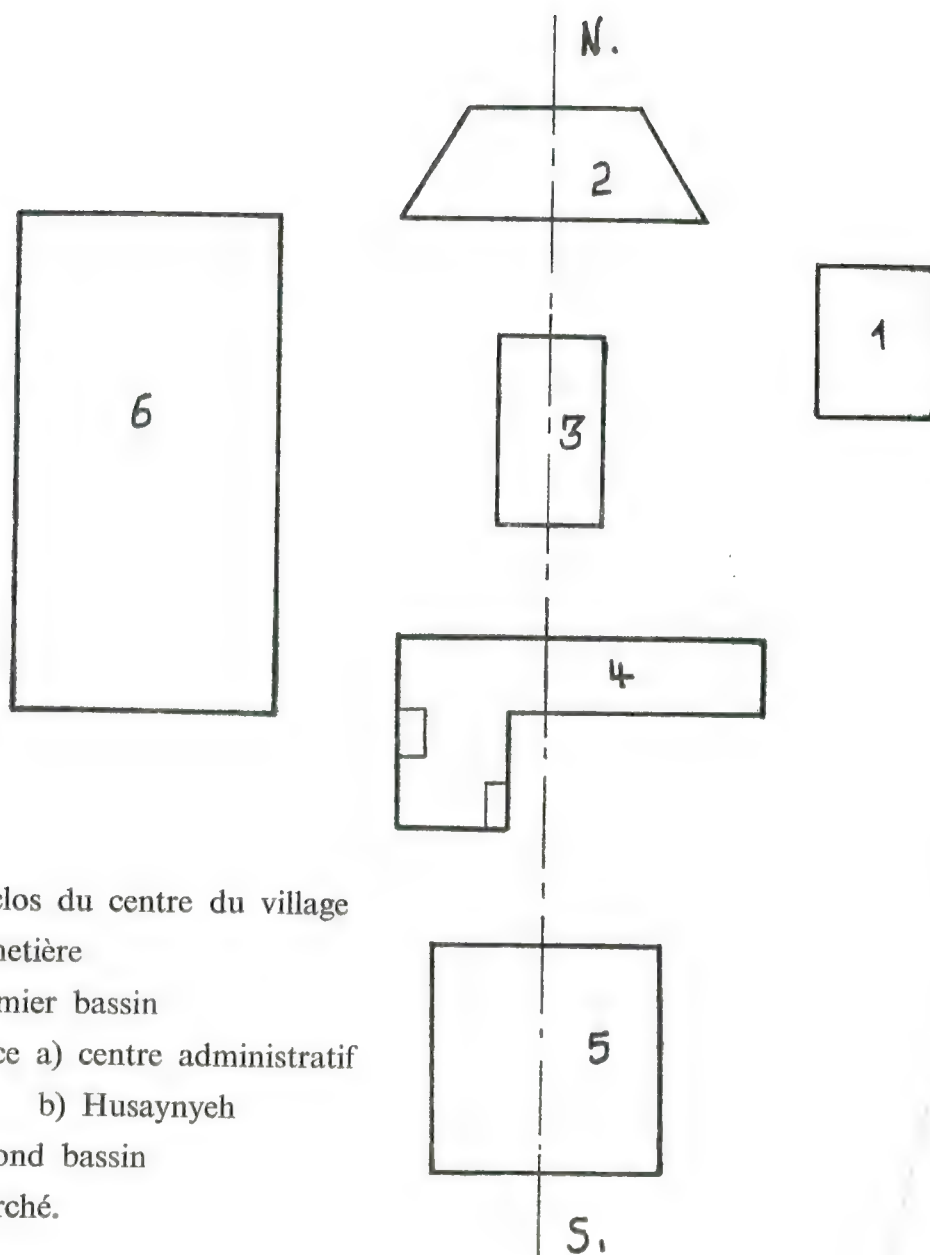 N.
2
1
6
3
4
clos du centre du village
netière
mier bassin
ce a) centre administratif
b) Husaynyeh
ond bassin
rché.
5
S.